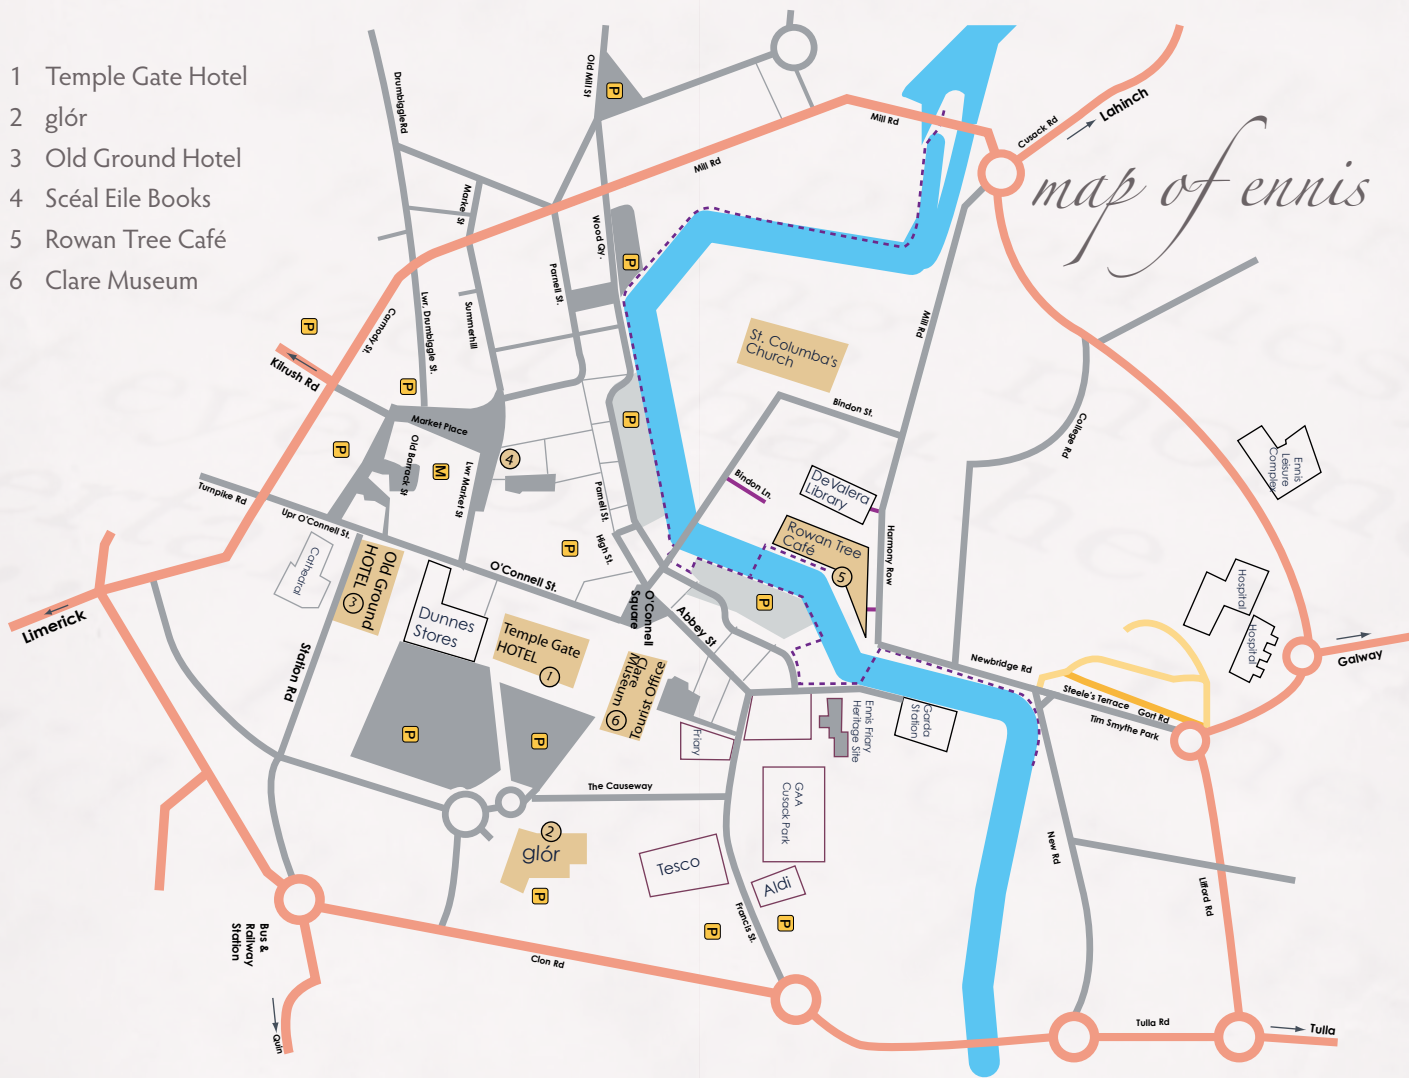 1 Temple Gate Hotel
2 glór
3 Old Ground Hotel
4 Scéal Eile Books
5 Rowan Tree Café
6 Clare Museum
map of ennis
Drumbiggle Rd
Old Mill St
P
Mill Rd
Cusack Rd
Lahinch
Mill Rd
Marke St
Wood Qy.
P
Parnell St.
Lwr. Drumbiggle St.
Summerhill
Carmody St.
P
Kilrush Rd
P
Mill Rd
St. Columba's
Church
Bindon St.
P
Market Place
College Rd
P
Old Barrack St
M
Lwr Market St
4
Parnell St.
Bindon Ln.
DeValera
Library
Ennis
Leisure
Complex
Turnpike Rd
Upr O'Connell St.
Cathedral
Old Ground
HOTEL
3
P
High St.
O'Connell St.
Rowan Tree
Café
5
Harmony Row
Hospital
Hospital
Limerick
Dunnes
Stores
Temple Gate
HOTEL
1
O'Connell
Square
Abbey St
P
Newbridge Rd
Galway
Station Rd
Clare
Museum
6
Tourist Office
Steele's Terrace
Gort Rd
Tim Smythe Park
P
P
Friary
Ennis Friary
Heritage Site
Garda
Station
The Causeway
GAA
Cusack Park
2
glór
P
Tesco
Aldi
New Rd
Lifford Rd
P
P
Francis St.
Bus &
Railway
Station
Clon Rd
Quin
Tulla Rd
Tulla